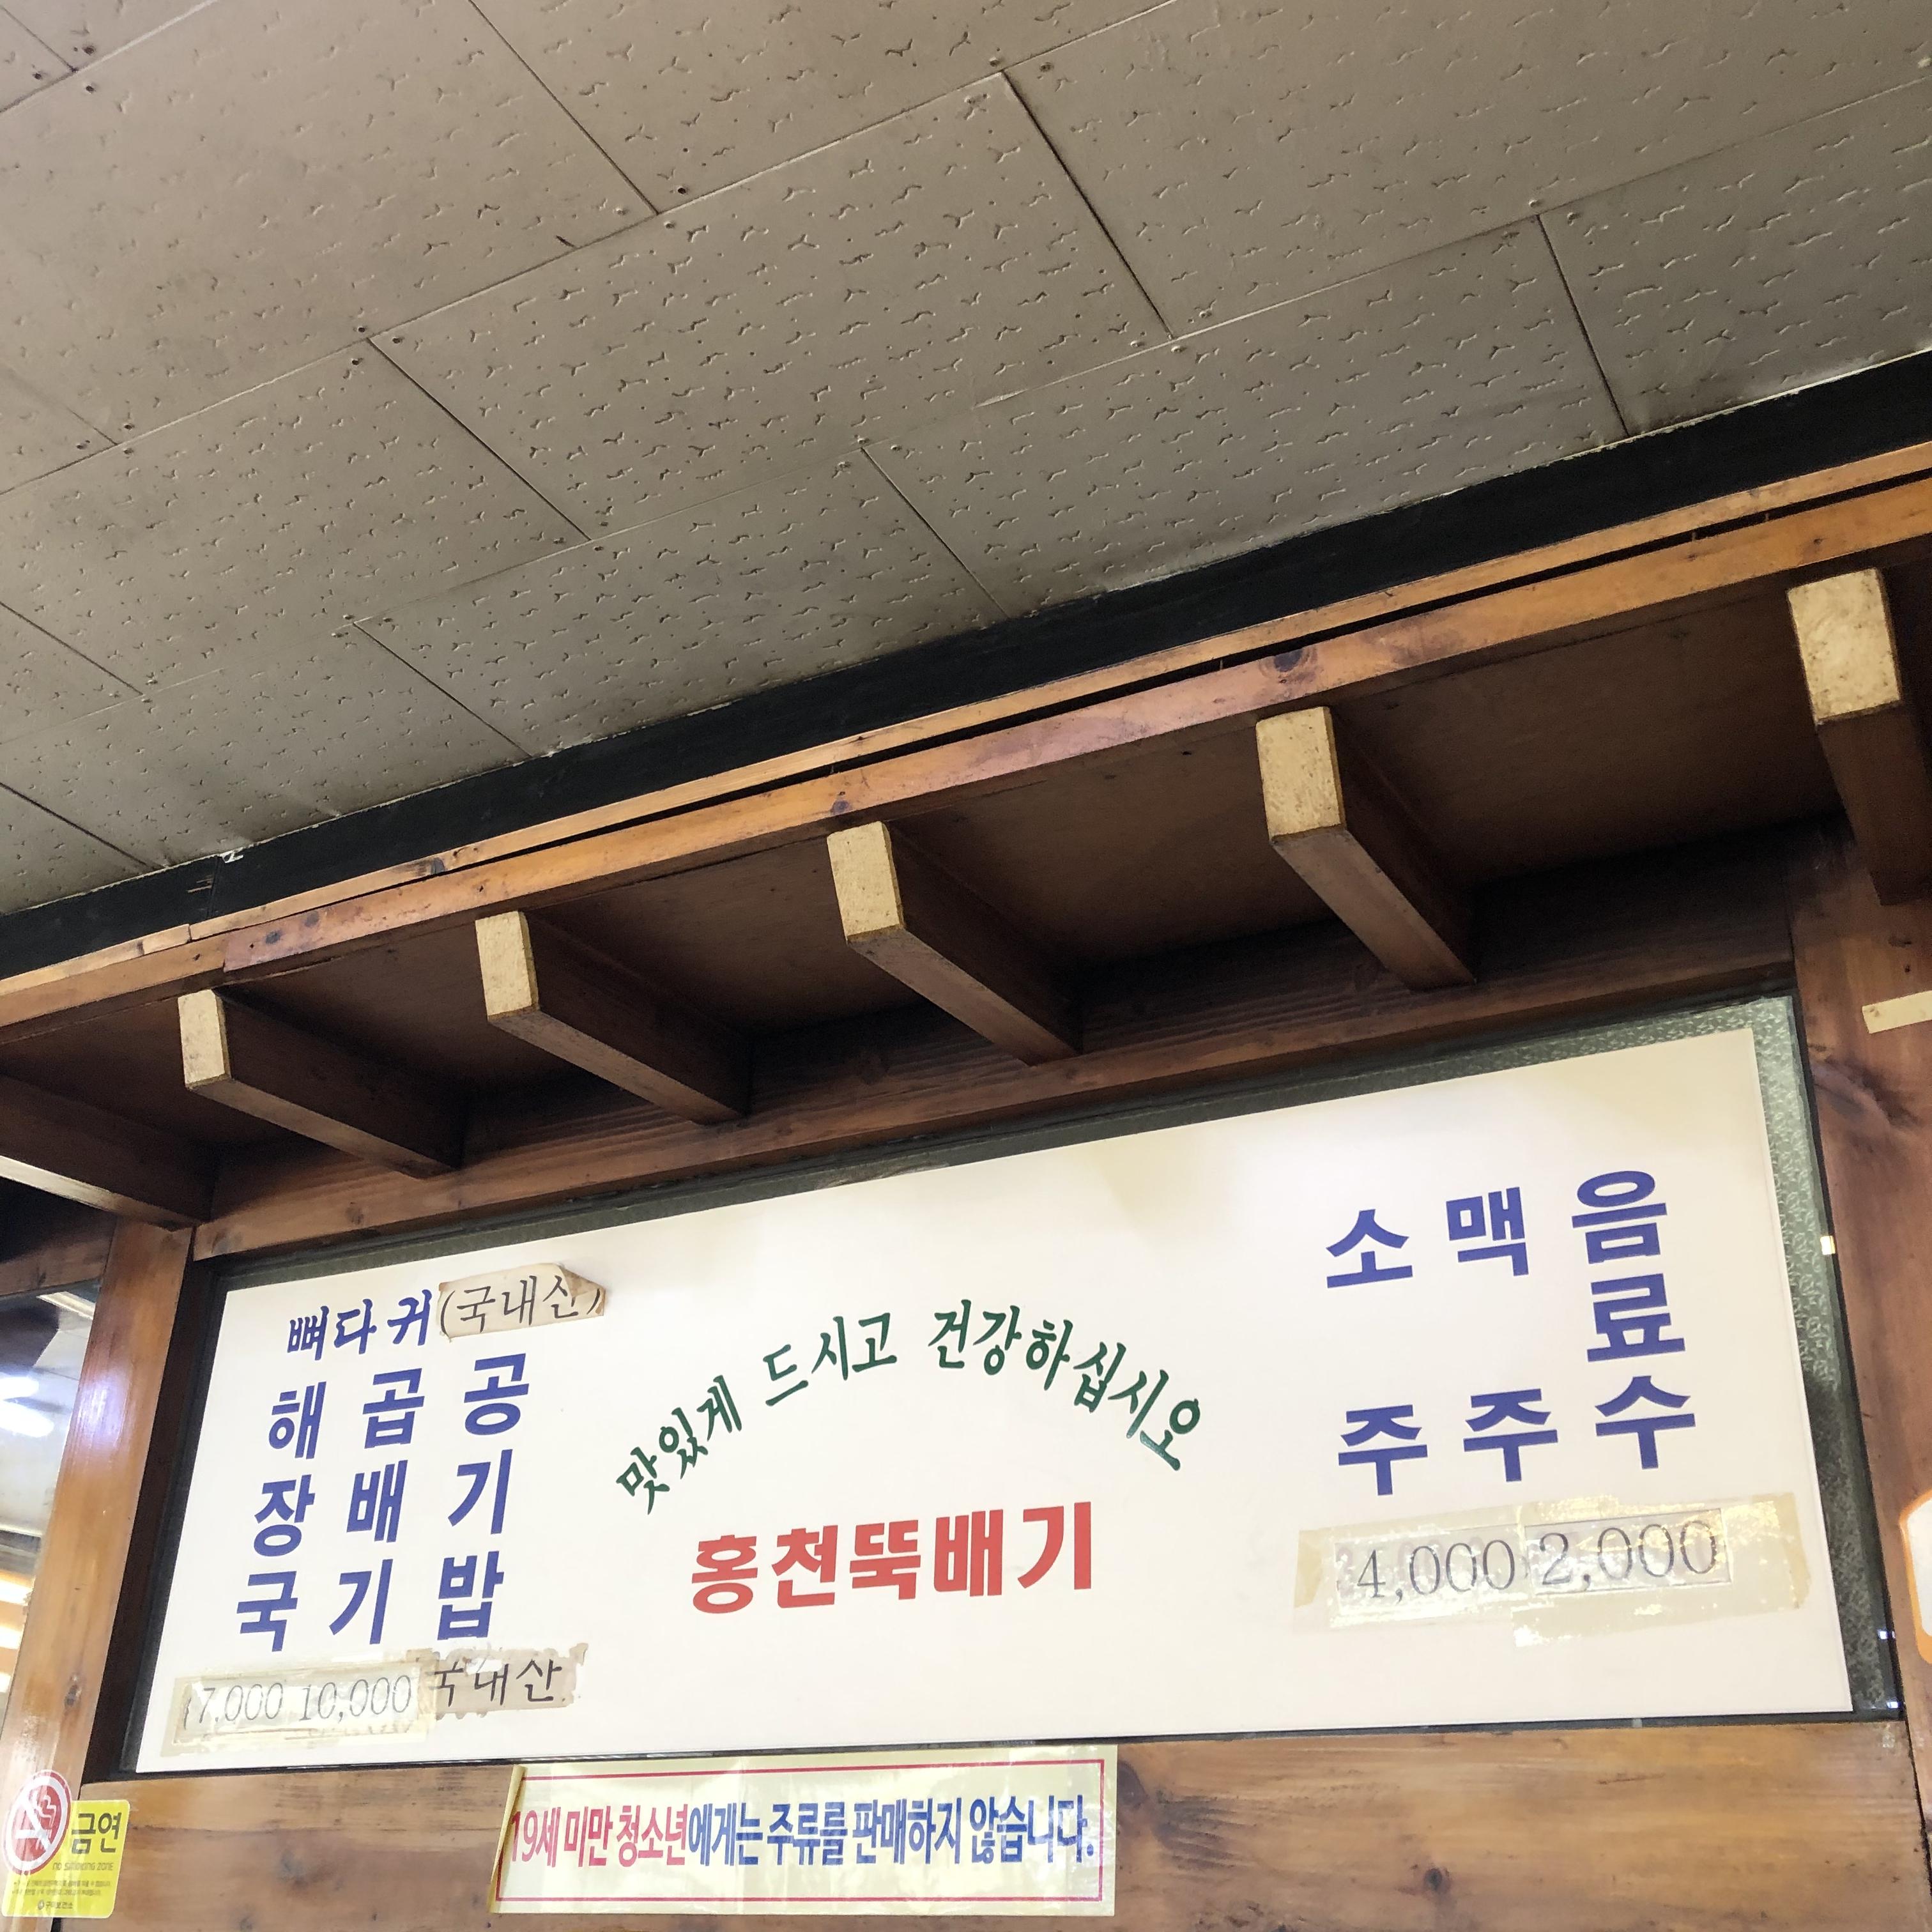 뼈다귀(국내산)
해장국
곱배기
공기밥
7.000 10,000 국내산
맛있게 드시고 건강하십시오
홍천뚝배기
소주
맥주
음료수
4,000 2,000
19세 미만 청소년에게는 주류를 판매하지 않습니다.
금연
no smoking zone